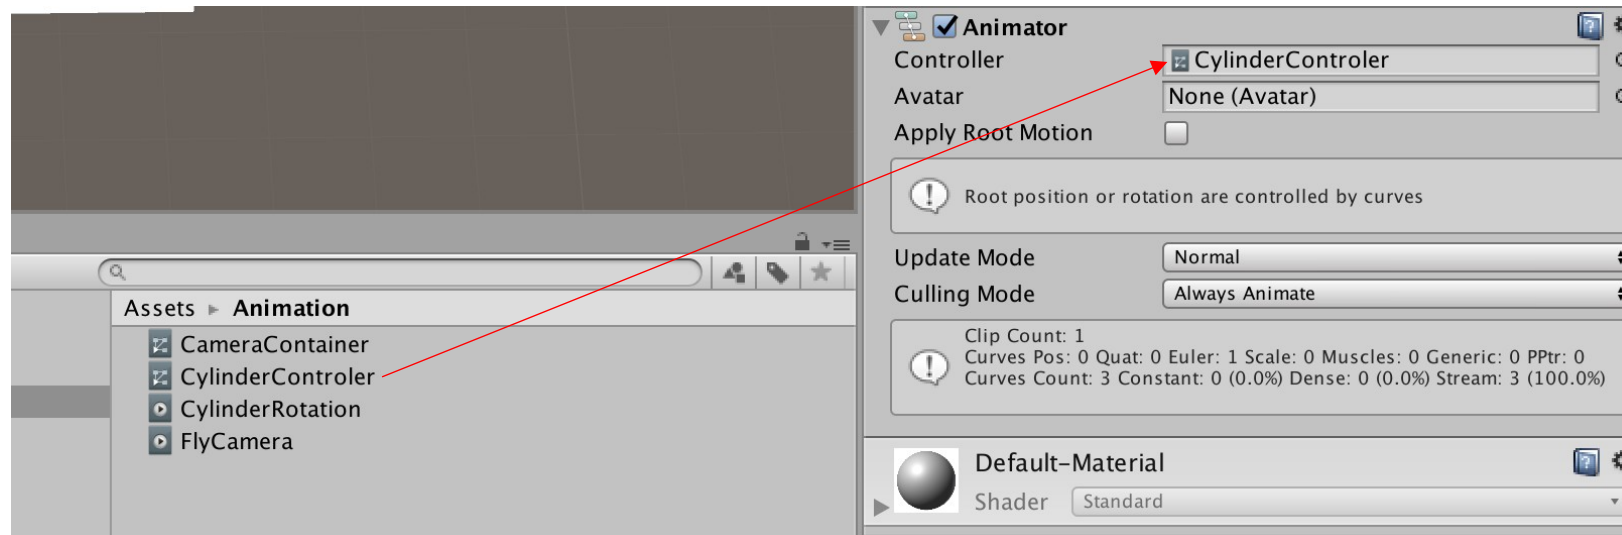 Animator
Controller CylinderControler
Avatar None (Avatar)
Apply Root Motion
Root position or rotation are controlled by curves
Update Mode Normal
Culling Mode Always Animate
Clip Count: 1
Curves Pos: 0 Quat: 0 Euler: 1 Scale: 0 Muscles: 0 Generic: 0 PPtr: 0
Curves Count: 3 Constant: 0 (0.0%) Dense: 0 (0.0%) Stream: 3 (100.0%)
Default-Material
Shader Standard
Assets Animation
CameraContainer
CylinderControler
CylinderRotation
FlyCamera